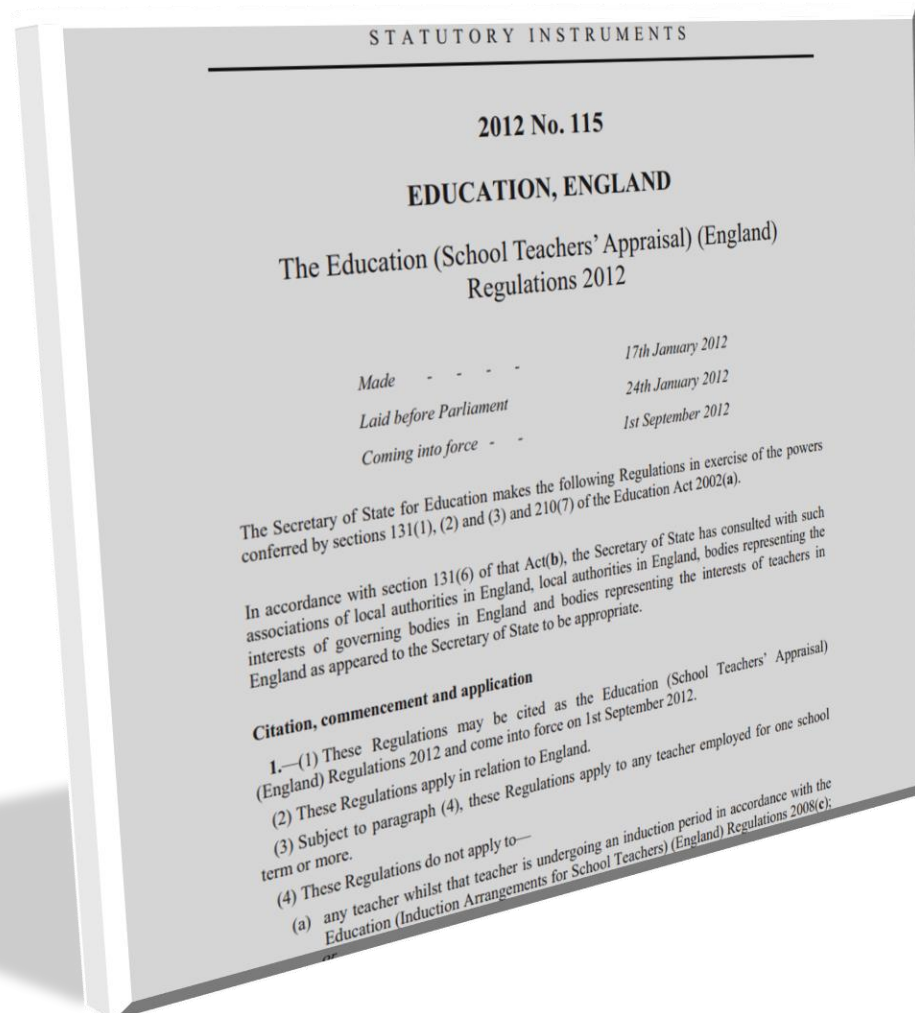 STATUTORY INSTRUMENTS
2012 No. 115
EDUCATION, ENGLAND
The Education (School Teachers’ Appraisal) (England)
Regulations 2012
Made - - - - 17th January 2012
Laid before Parliament 24th January 2012
Coming into force - - 1st September 2012
The Secretary of State for Education makes the following Regulations in exercise of the powers
conferred by sections 131(1), (2) and (3) and 210(7) of the Education Act 2002(a).
In accordance with section 131(6) of that Act(b), the Secretary of State has consulted with such
associations of local authorities in England, local authorities in England, bodies representing the
interests of governing bodies in England and bodies representing the interests of teachers in
England as appeared to the Secretary of State to be appropriate.
Citation, commencement and application
1.—(1) These Regulations may be cited as the Education (School Teachers’ Appraisal)
(England) Regulations 2012 and come into force on 1st September 2012.
(2) These Regulations apply in relation to England.
(3) Subject to paragraph (4), these Regulations apply to any teacher employed for one school
term or more.
(4) These Regulations do not apply to—
(a) any teacher whilst that teacher is undergoing an induction period in accordance with the
Education (Induction Arrangements for School Teachers) (England) Regulations 2008(c);
or